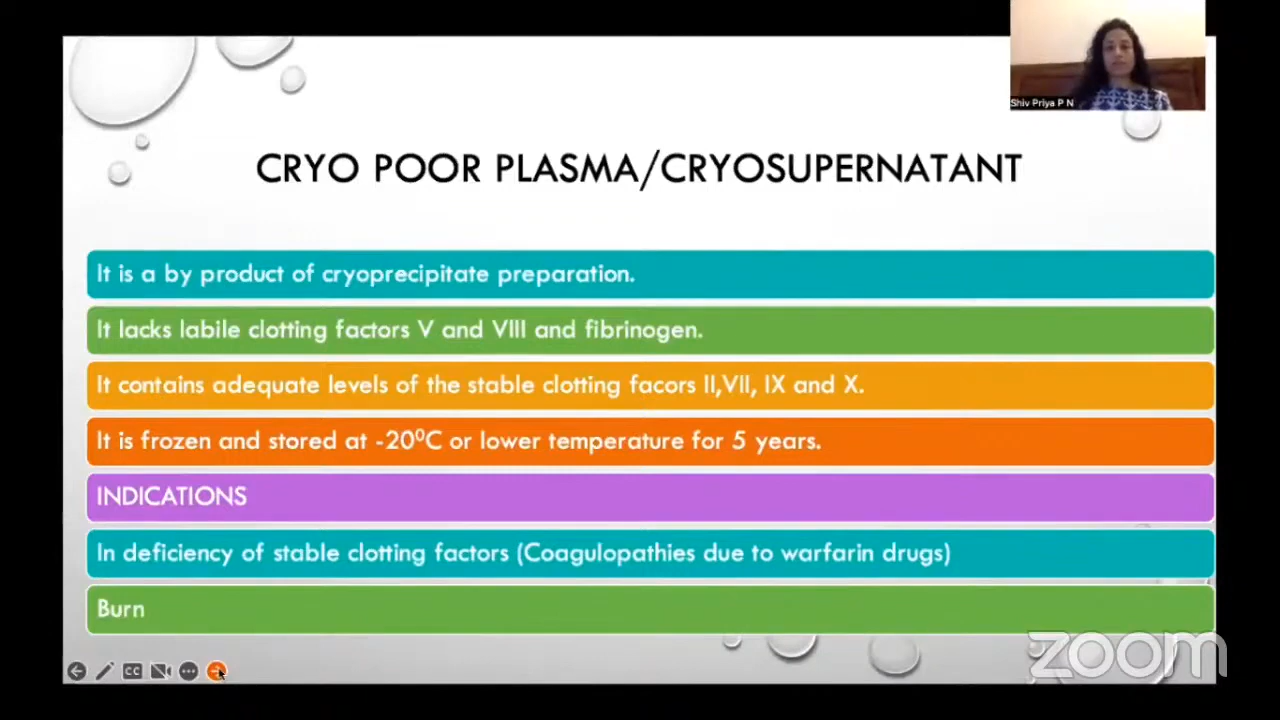 Shiv Priya P N
CRYO POOR PLASMA/CRYOSUPERNATANT
It is a by product of cryoprecipitate preparation.
It lacks labile clotting factors V and VIII and fibrinogen.
It contains adequate levels of the stable clotting facors II,VII, IX and X.
It is frozen and stored at -20⁰C or lower temperature for 5 years.
INDICATIONS
In deficiency of stable clotting factors (Coagulopathies due to warfarin drugs)
Burn
CC
zoom